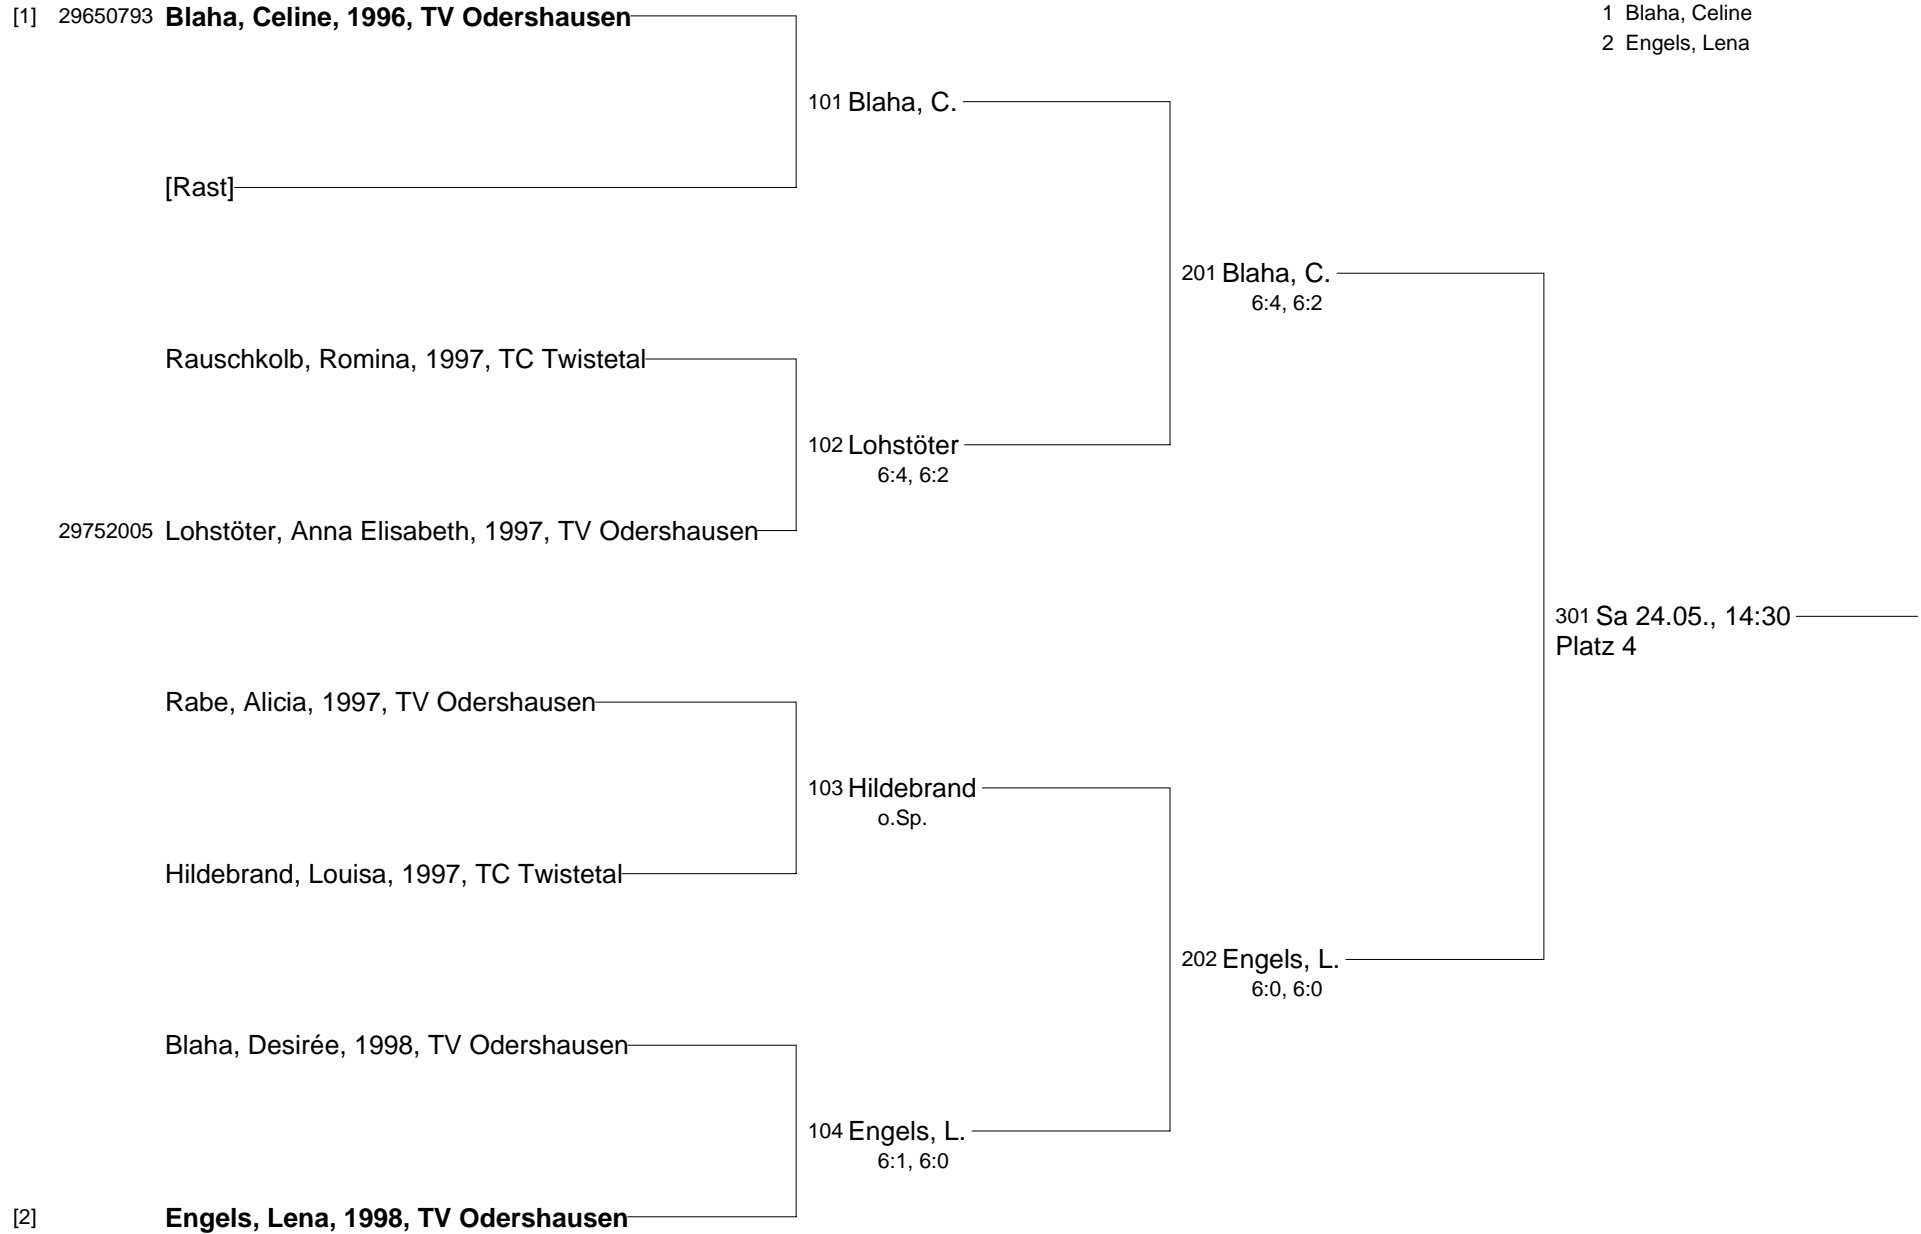 [1] 29650793 Blaha, Celine, 1996, TV Odershausen
1 Blaha, Celine
2 Engels, Lena
101 Blaha, C.
[Rast]
201 Blaha, C.
6:4, 6:2
Rauschkolb, Romina, 1997, TC Twistetal
102 Lohstöter
6:4, 6:2
29752005 Lohstöter, Anna Elisabeth, 1997, TV Odershausen
301 Sa 24.05., 14:30
Platz 4
Rabe, Alicia, 1997, TV Odershausen
103 Hildebrand
o.Sp.
Hildebrand, Louisa, 1997, TC Twistetal
202 Engels, L.
6:0, 6:0
Blaha, Desirée, 1998, TV Odershausen
104 Engels, L.
6:1, 6:0
[2] Engels, Lena, 1998, TV Odershausen